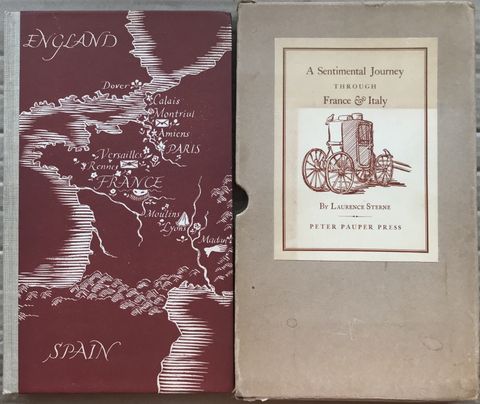 ENGLAND
Dover
Calais
Montriul
Amiens
PARIS
Versailles
Rennes
FRANCE
Moulins
Lyons
SPAIN
A Sentimental Journey
THROUGH
France & Italy
BY LAURENCE STERNE
PETER PAUPER PRESS